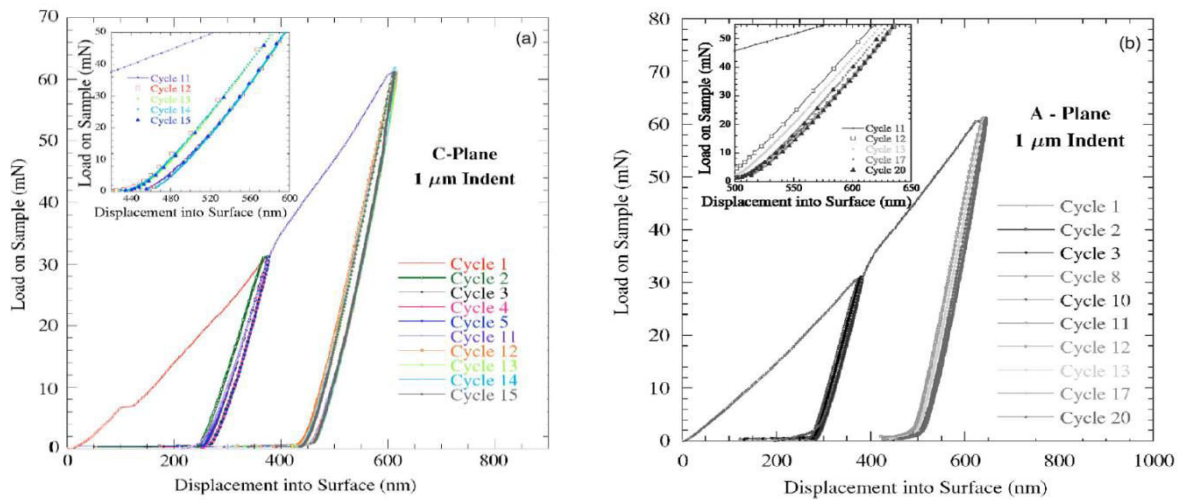 70
60
50
40
30
20
10
0
0
200
400
600
800
Load on Sample (mN)
Displacement into Surface (nm)
(a)
C-Plane
1 μm Indent
Cycle 1
Cycle 2
Cycle 3
Cycle 4
Cycle 5
Cycle 11
Cycle 12
Cycle 13
Cycle 14
Cycle 15
50
40
30
20
10
0
440
480
520
560
600
Load on Sample (mN)
Displacement into Surface (nm)
Cycle 11
Cycle 12
Cycle 13
Cycle 14
Cycle 15
80
70
60
50
40
30
20
10
0
0
200
400
600
800
1000
Load on Sample (mN)
Displacement into Surface (nm)
(b)
A - Plane
1 μm Indent
Cycle 1
Cycle 2
Cycle 3
Cycle 8
Cycle 10
Cycle 11
Cycle 12
Cycle 13
Cycle 17
Cycle 20
50
40
30
20
10
0
500
550
600
650
Load on Sample (mN)
Displacement into Surface (nm)
Cycle 11
Cycle 12
Cycle 13
Cycle 17
Cycle 20